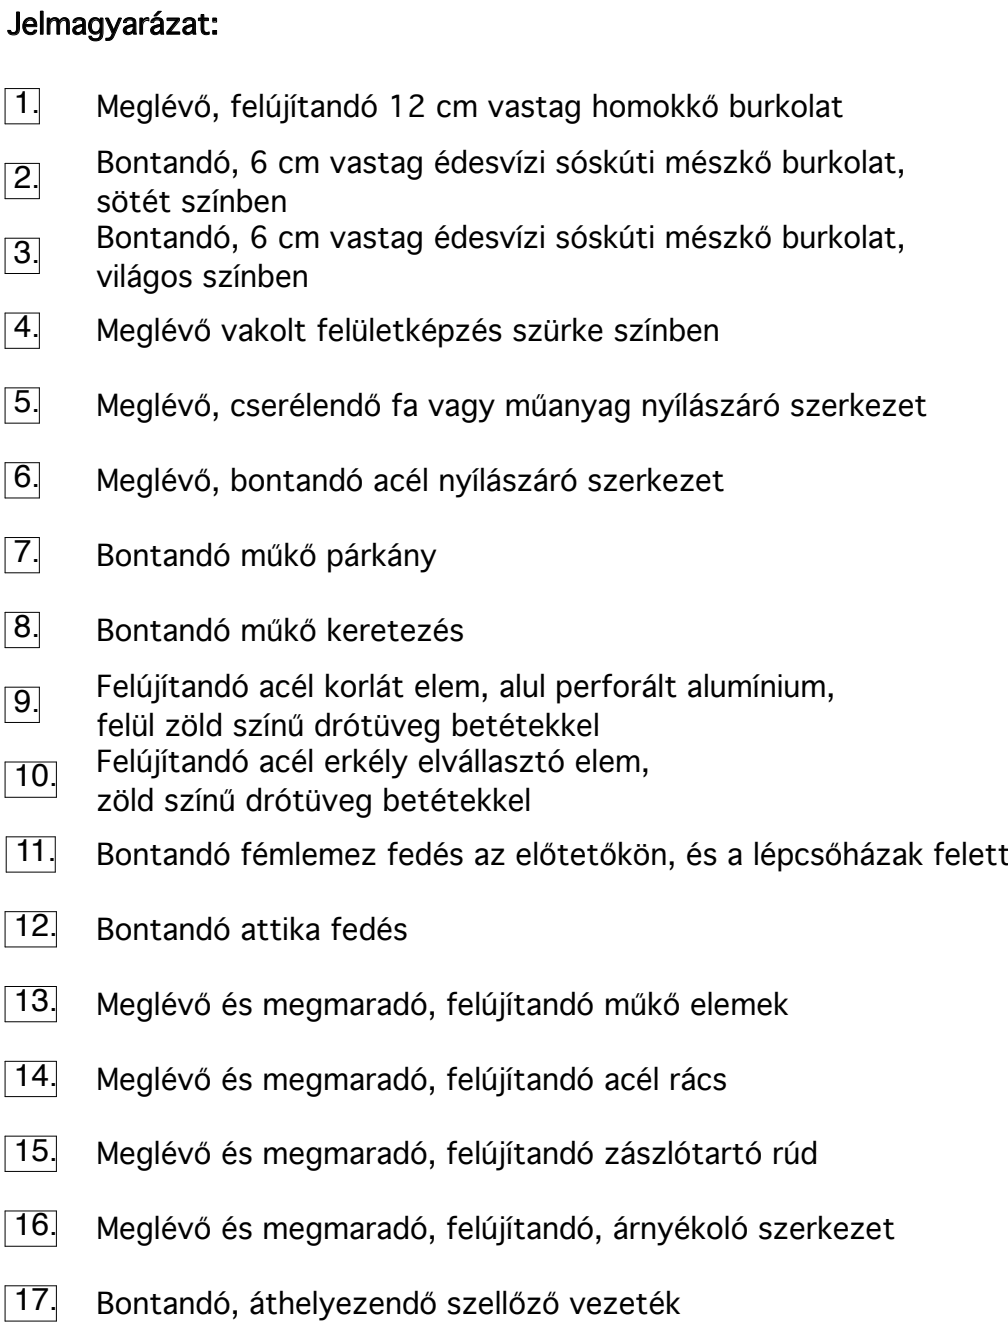 Jelmagyarázat:
1. Meglévő, felújítandó 12 cm vastag homokkő burkolat
2. Bontandó, 6 cm vastag édesvízi sóskúti mészkő burkolat,
sötét színben
3. Bontandó, 6 cm vastag édesvízi sóskúti mészkő burkolat,
világos színben
4. Meglévő vakolt felületképzés szürke színben
5. Meglévő, cserélendő fa vagy műanyag nyílászáró szerkezet
6. Meglévő, bontandó acél nyílászáró szerkezet
7. Bontandó műkő párkány
8. Bontandó műkő keretezés
9. Felújítandó acél korlát elem, alul perforált alumínium,
felül zöld színű drótüveg betétekkel
10. Felújítandó acél erkély elvállasztó elem,
zöld színű drótüveg betétekkel
11. Bontandó fémlemez fedés az előtetőkön, és a lépcsőházak felett
12. Bontandó attika fedés
13. Meglévő és megmaradó, felújítandó műkő elemek
14. Meglévő és megmaradó, felújítandó acél rács
15. Meglévő és megmaradó, felújítandó zászlótartó rúd
16. Meglévő és megmaradó, felújítandó, árnyékoló szerkezet
17. Bontandó, áthelyezendő szellőző vezeték